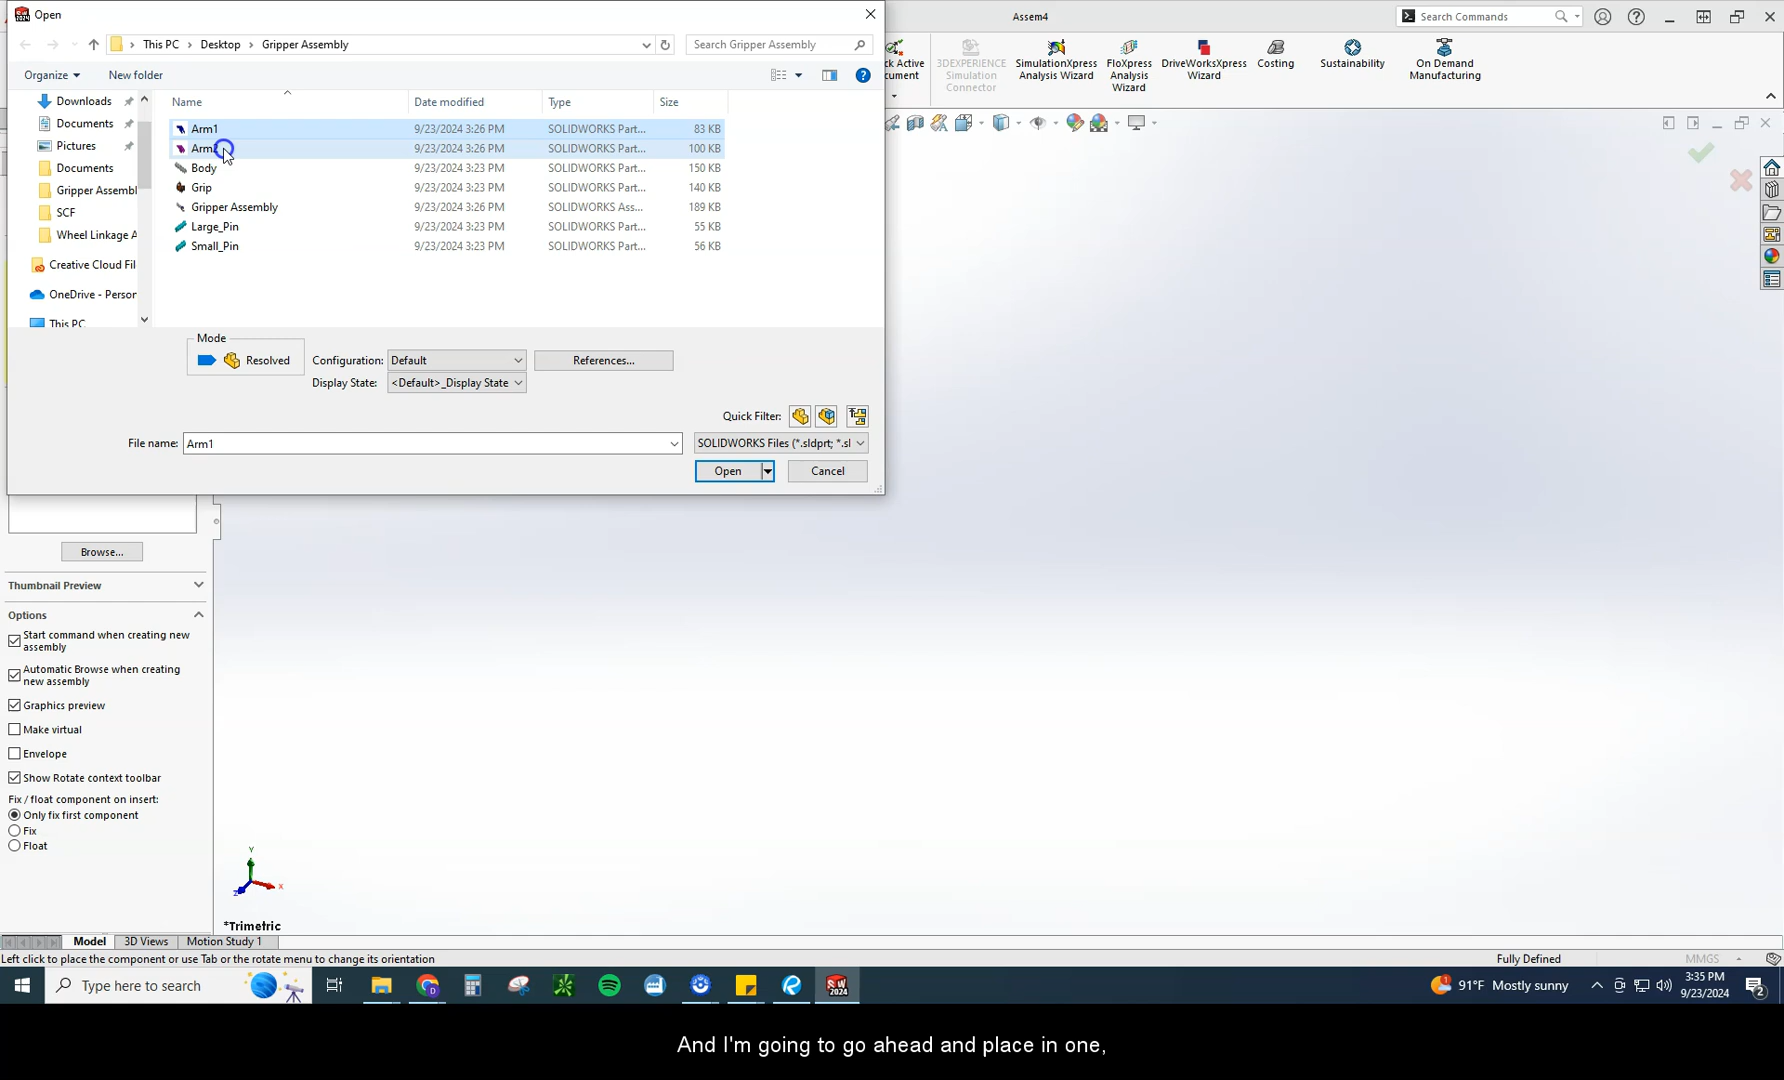 Open
Assem4
Search Commands
This PC > Desktop > Gripper Assembly
Search Gripper Assembly
Organize
New folder
Downloads
Documents
Pictures
Documents
Gripper Assembl
SCF
Wheel Linkage A
Creative Cloud Fil
OneDrive - Person
This PC
Name Date modified Type Size
Arm1 9/23/2024 3:26 PM SOLIDWORKS Part... 83 KB
Arm2 9/23/2024 3:26 PM SOLIDWORKS Part... 100 KB
Body 9/23/2024 3:23 PM SOLIDWORKS Part... 150 KB
Grip 9/23/2024 3:23 PM SOLIDWORKS Part... 140 KB
Gripper Assembly 9/23/2024 3:26 PM SOLIDWORKS Ass... 189 KB
Large_Pin 9/23/2024 3:23 PM SOLIDWORKS Part... 55 KB
Small_Pin 9/23/2024 3:23 PM SOLIDWORKS Part... 56 KB
Mode
Resolved
Configuration: Default
References...
Display State: <Default>_Display State
Quick Filter:
File name: Arm1
SOLIDWORKS Files (*.sldprt; *.sl
Open
Cancel
ck Active
cument
3DEXPERIENCE
Simulation
Connector
SimulationXpress
Analysis Wizard
FloXpress
Analysis
Wizard
DriveWorksXpress
Wizard
Costing
Sustainability
On Demand
Manufacturing
Browse...
Thumbnail Preview
Options
Start command when creating new
assembly
Automatic Browse when creating
new assembly
Graphics preview
Make virtual
Envelope
Show Rotate context toolbar
Fix / float component on insert:
Only fix first component
Fix
Float
Y
X
Z
*Trimetric
Model
3D Views
Motion Study 1
Left click to place the component or use Tab or the rotate menu to change its orientation
Fully Defined
MMGS
Type here to search
SW
2024
91°F Mostly sunny
3:35 PM
9/23/2024
2
And I'm going to go ahead and place in one,